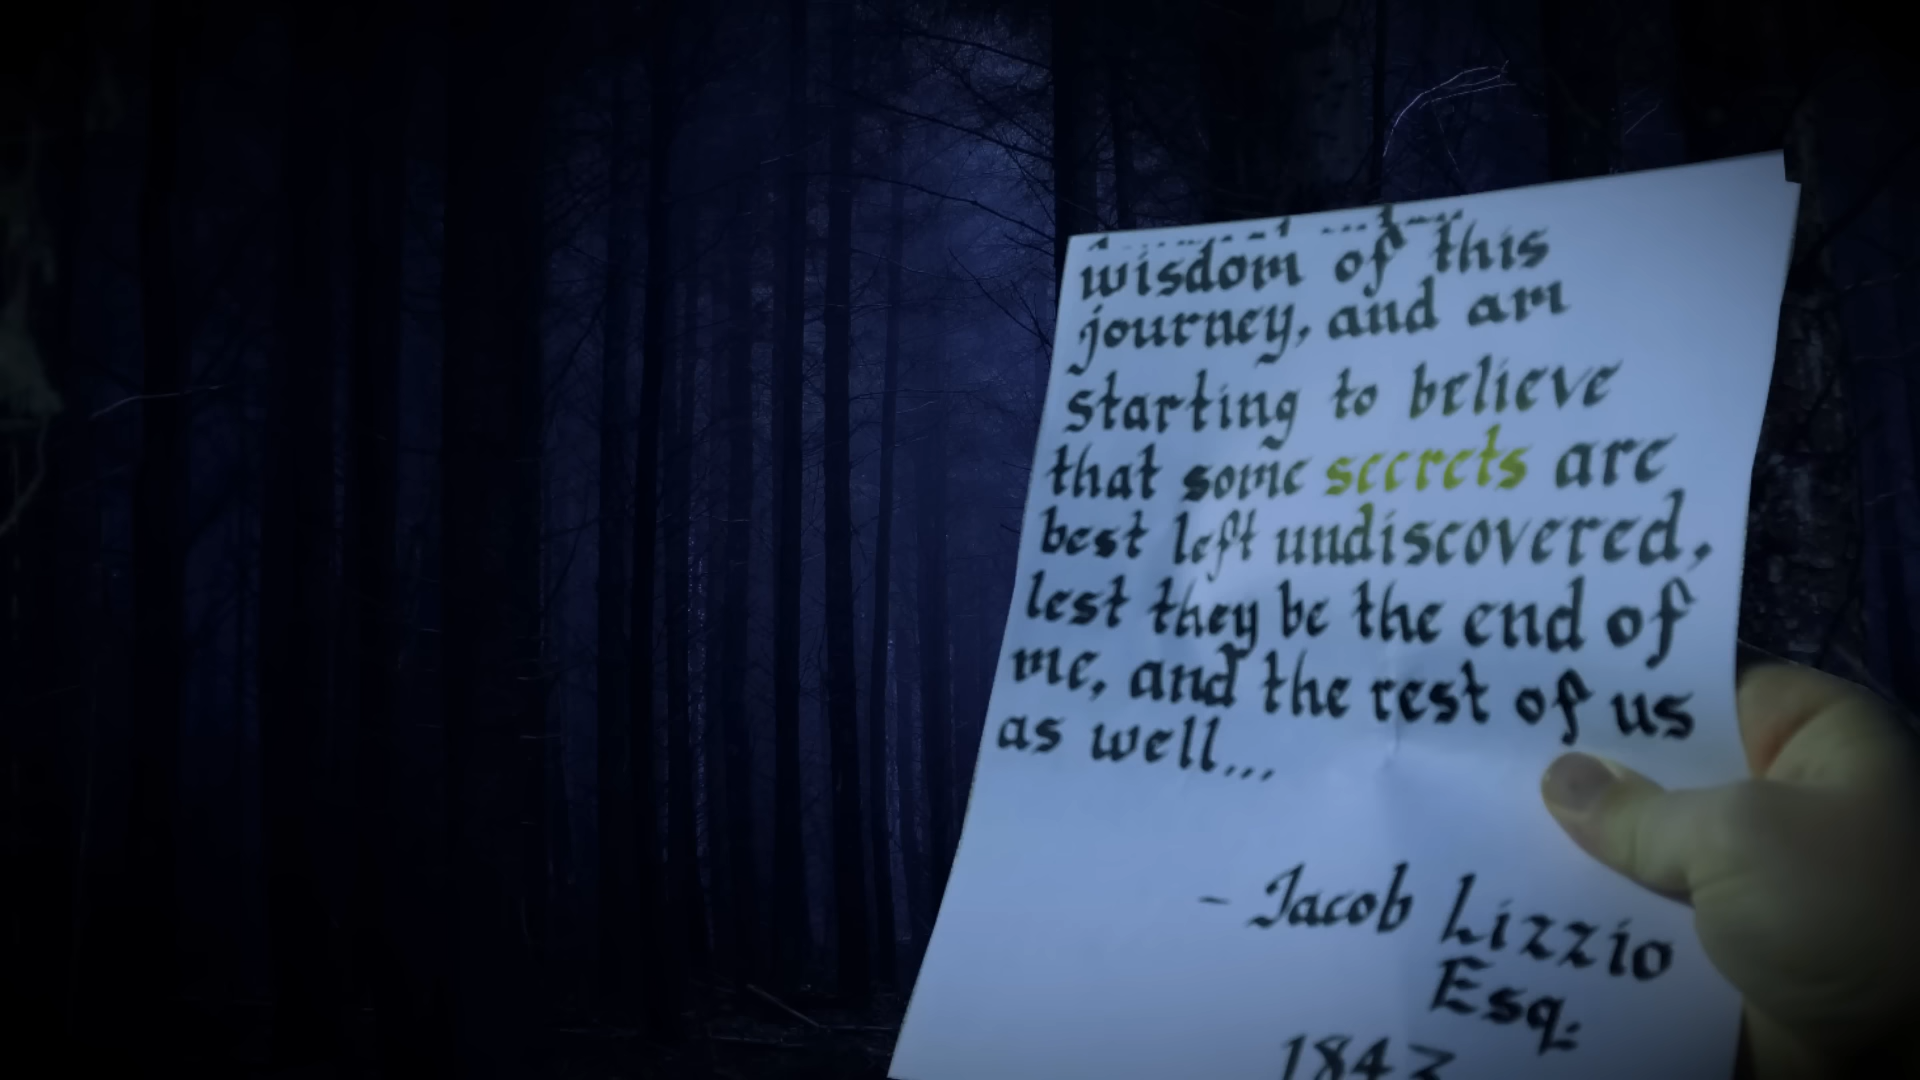 wisdom of this
journey, and am
starting to believe
that some secrets are
best left undiscovered,
lest they be the end of
me, and the rest of us
as well...
- Jacob Lizzio
Esq.